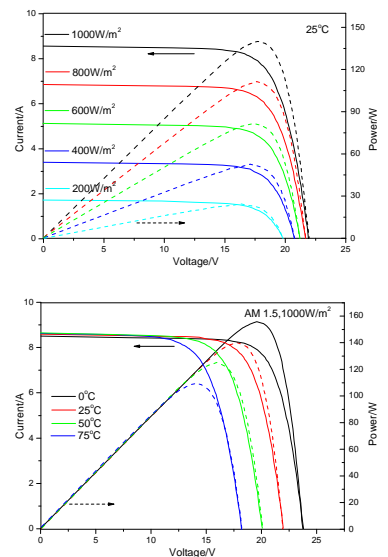 25°C
1000W/m²
800W/m²
600W/m²
400W/m²
200W/m²
Current/A
Power/W
0 2 4 6 8 10
0 30 60 90 120 150
0 5 10 15 20 25
Voltage/V
AM 1.5,1000W/m²
0°C
25°C
50°C
75°C
Current/A
Power/W
0 2 4 6 8 10
0 20 40 60 80 100 120 140 160
0 5 10 15 20 25
Voltage/V